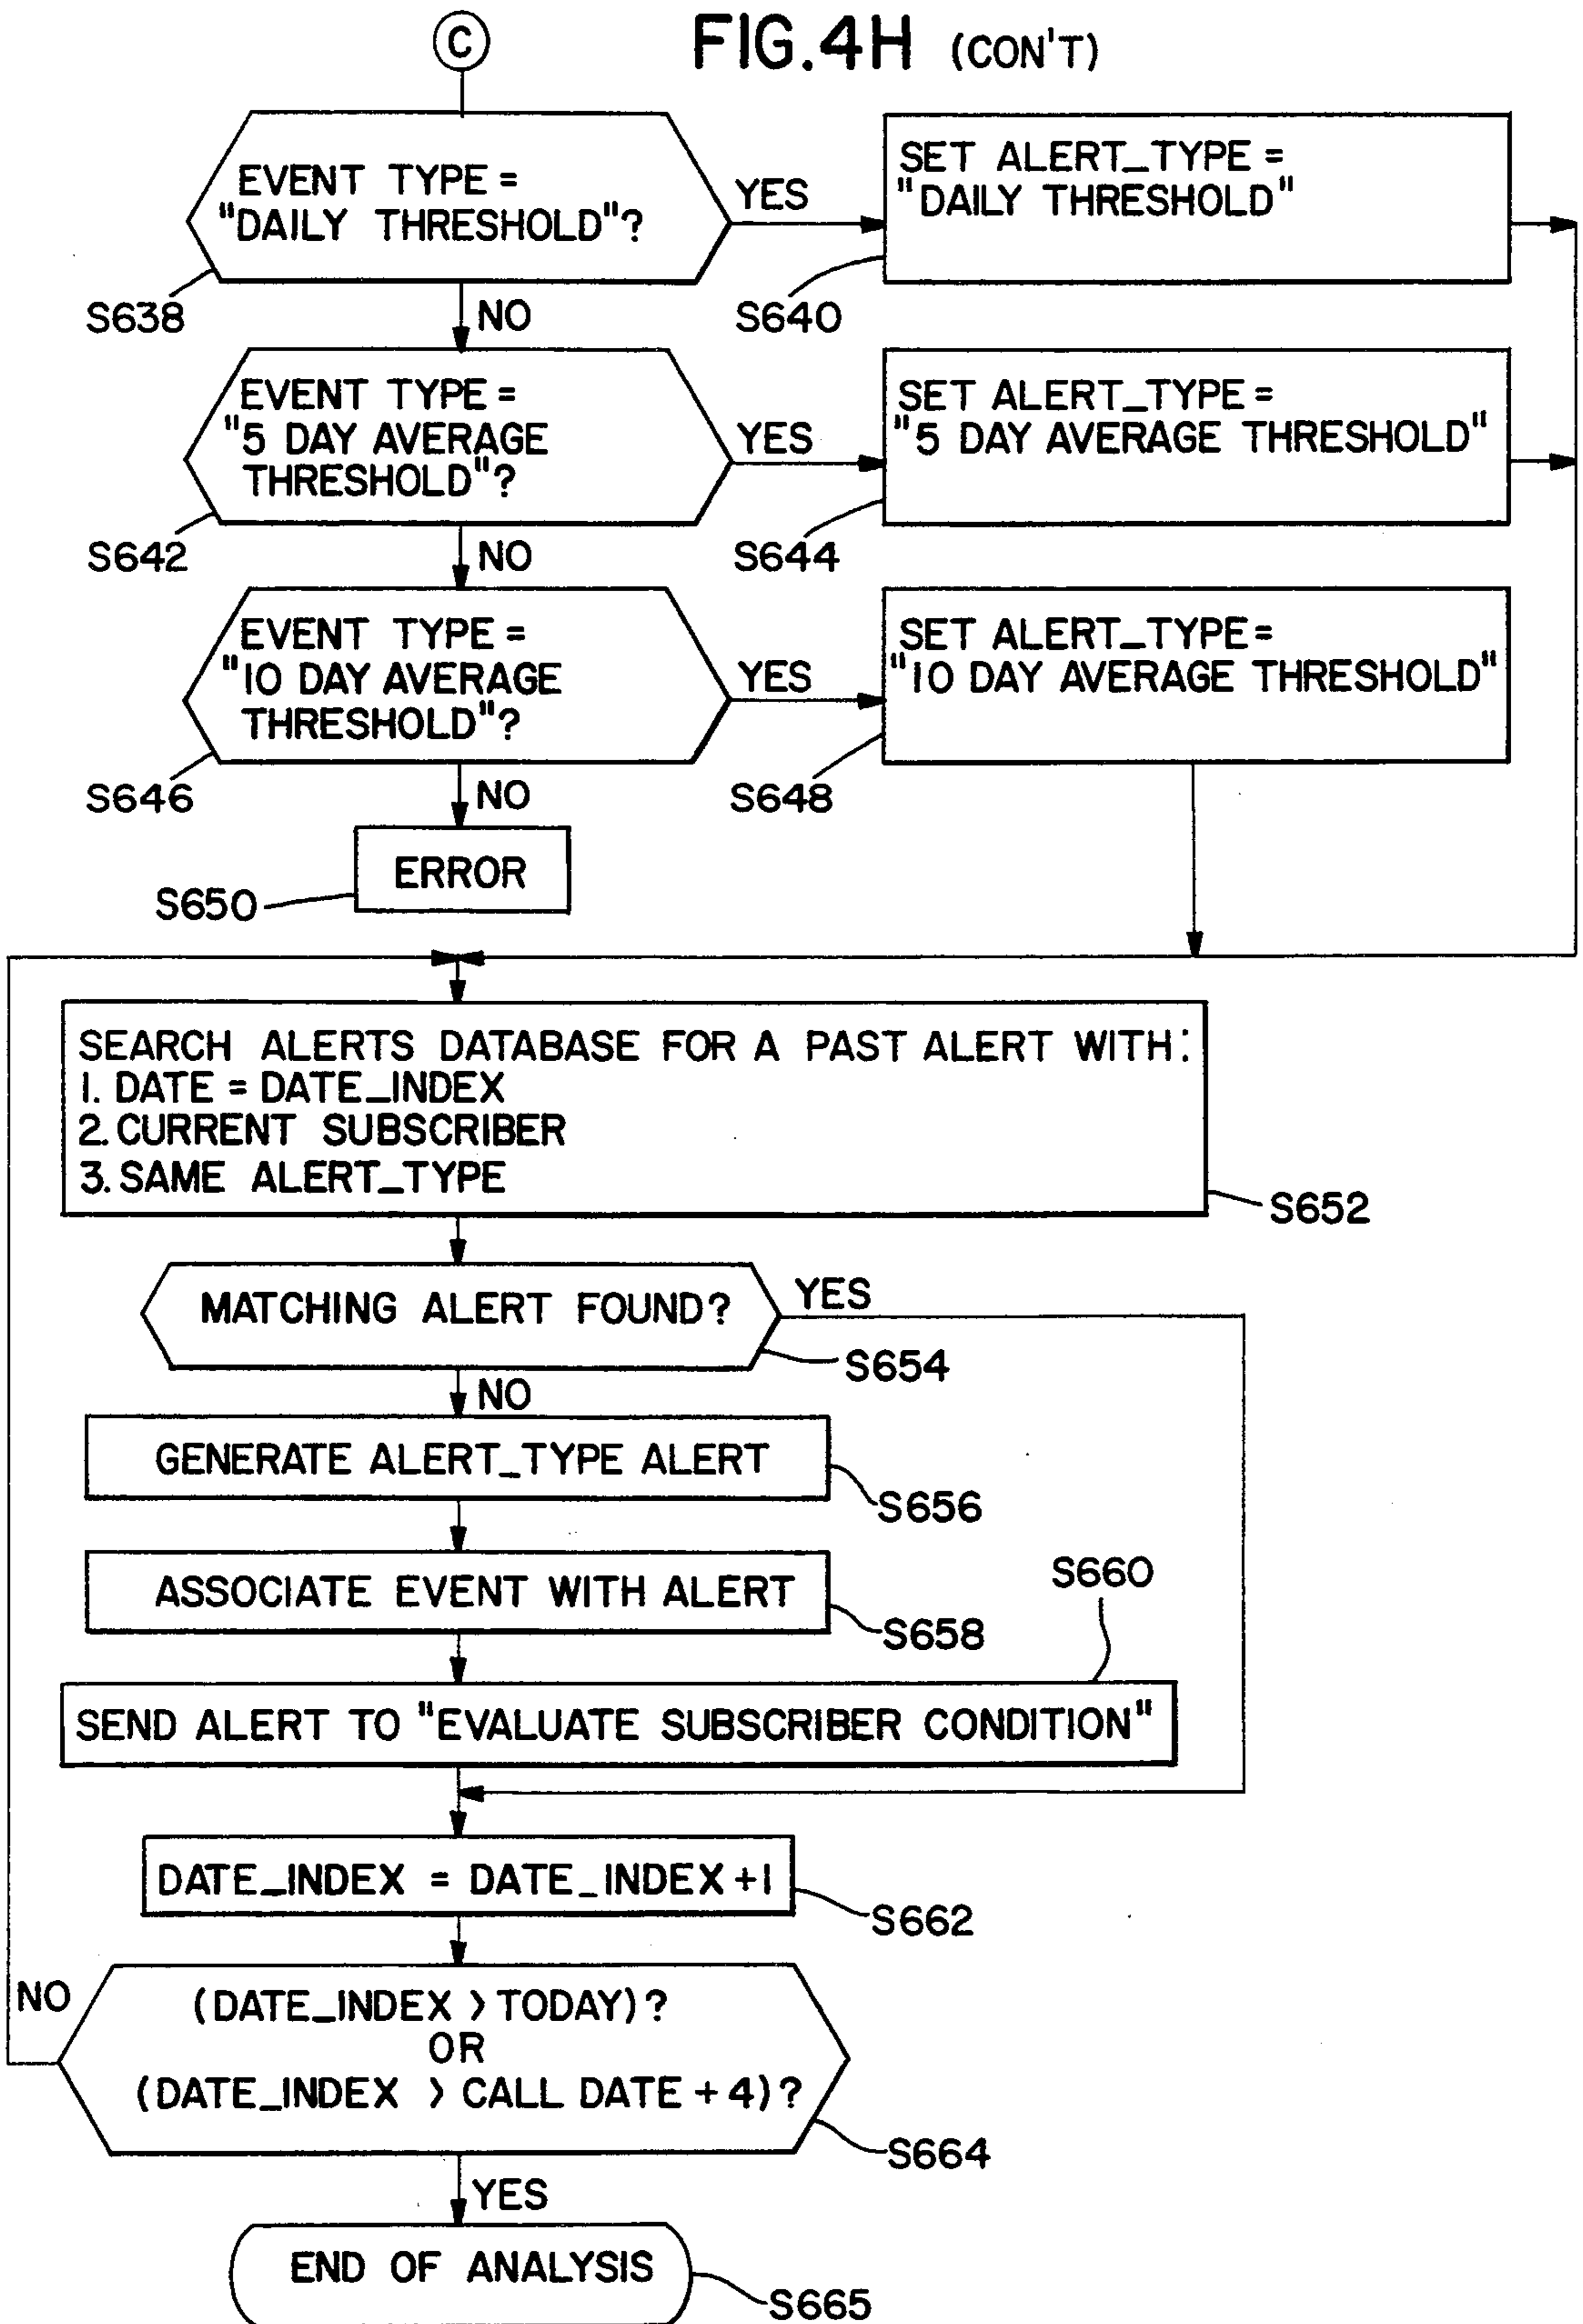 C
FIG.4H (CON'T)
EVENT TYPE =
"DAILY THRESHOLD"?
YES
SET ALERT_TYPE =
"DAILY THRESHOLD"
S638
NO
S640
EVENT TYPE =
"5 DAY AVERAGE
THRESHOLD"?
YES
SET ALERT_TYPE =
"5 DAY AVERAGE THRESHOLD"
S642
NO
S644
EVENT TYPE =
"10 DAY AVERAGE
THRESHOLD"?
YES
SET ALERT_TYPE=
"10 DAY AVERAGE THRESHOLD"
S646
NO
S648
ERROR
S650
SEARCH ALERTS DATABASE FOR A PAST ALERT WITH:
1. DATE = DATE_INDEX
2. CURRENT SUBSCRIBER
3. SAME ALERT_TYPE
S652
MATCHING ALERT FOUND?
YES
S654
NO
GENERATE ALERT_TYPE ALERT
S656
ASSOCIATE EVENT WITH ALERT
S658
S660
SEND ALERT TO "EVALUATE SUBSCRIBER CONDITION"
DATE_INDEX = DATE_INDEX +1
S662
NO
(DATE_INDEX > TODAY)?
OR
(DATE_INDEX > CALL DATE + 4)?
S664
YES
END OF ANALYSIS
S665